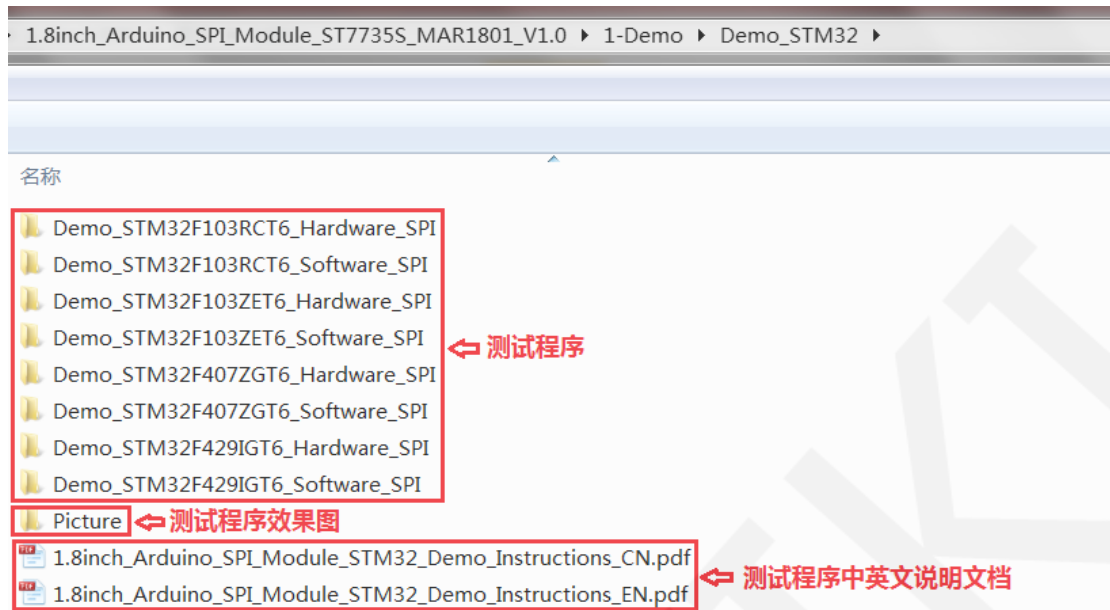 1.8inch_Arduino_SPI_Module_ST7735S_MAR1801_V1.0 ▸ 1-Demo ▸ Demo_STM32 ▸
名称
Demo_STM32F103RCT6_Hardware_SPI
Demo_STM32F103RCT6_Software_SPI
Demo_STM32F103ZET6_Hardware_SPI
Demo_STM32F103ZET6_Software_SPI
测试程序
Demo_STM32F407ZGT6_Hardware_SPI
Demo_STM32F407ZGT6_Software_SPI
Demo_STM32F429IGT6_Hardware_SPI
Demo_STM32F429IGT6_Software_SPI
Picture 测试程序效果图
1.8inch_Arduino_SPI_Module_STM32_Demo_Instructions_CN.pdf
测试程序中英文说明文档
1.8inch_Arduino_SPI_Module_STM32_Demo_Instructions_EN.pdf